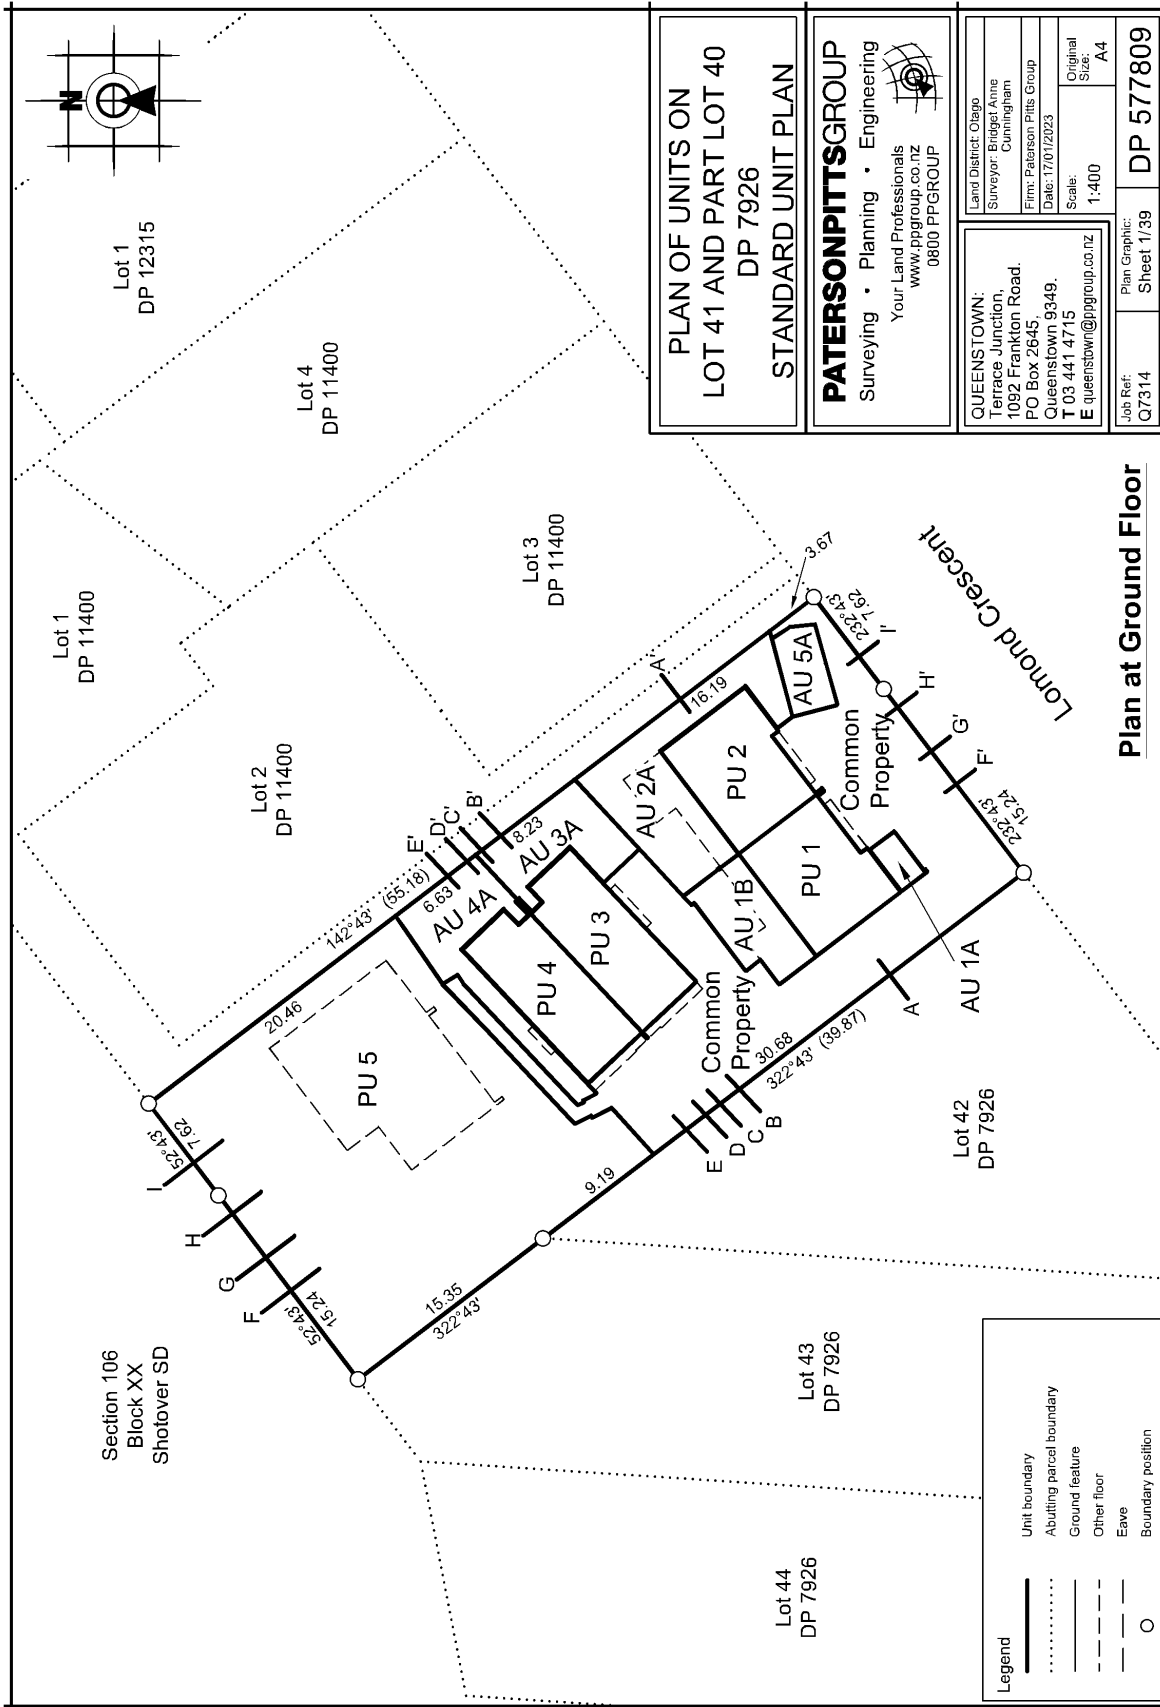 N
Section 106
Block XX
Shotover SD
Lot 1
DP 11400
Lot 1
DP 12315
Lot 2
DP 11400
Lot 4
DP 11400
Lot 3
DP 11400
Lot 44
DP 7926
Lot 43
DP 7926
Lot 42
DP 7926
F
G
H
I
52°43'
15.24
52°43'
7.62
15.35
322°43'
9.19
20.46
142°43' (55.18)
6.63
8.23
16.19
3.67
30.68
322°43' (39.87)
E'
D'
C'
B'
A'
E
D
C
B
A
PU 5
PU 4
PU 3
AU 4A
AU 3A
AU 2A
AU 1B
PU 1
PU 2
AU 5A
AU 1A
Common
Property
Common
Property
232°43'
15.24
232°43'
7.62
F'
G'
H'
I'
Lomond Crescent
Plan at Ground Floor
Legend
Unit boundary
Abutting parcel boundary
Ground feature
Other floor
Eave
Boundary position
PLAN OF UNITS ON
LOT 41 AND PART LOT 40
DP 7926
STANDARD UNIT PLAN
PATERSONPITTSGROUP
Surveying • Planning • Engineering
Your Land Professionals
www.ppgroup.co.nz
0800 PPGROUP
QUEENSTOWN:
Terrace Junction,
1092 Frankton Road.
PO Box 2645,
Queenstown 9349.
T 03 441 4715
E queenstown@ppgroup.co.nz
Land District: Otago
Surveyor: Bridget Anne
Cunningham
Firm: Paterson Pitts Group
Date: 17/01/2023
Scale:
1:400
Original
Size:
A4
Job Ref:
Q7314
Plan Graphic:
Sheet 1/39
DP 577809